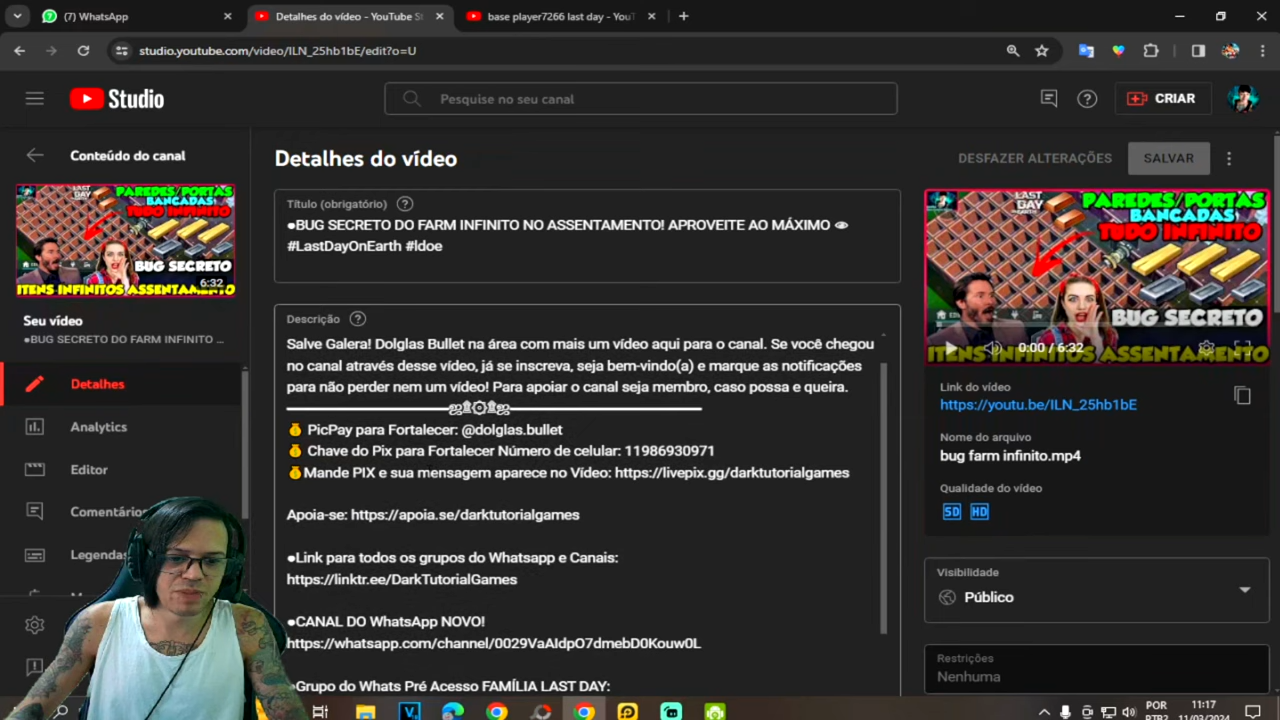 WhatsApp
Detalhes do vídeo - YouTube St
base player7266 last day - YouT
studio.youtube.com/video/ILN_25hb1bE/edit?o=U
Studio
Pesquise no seu canal
CRIAR
Conteúdo do canal
Detalhes do vídeo
DESFAZER ALTERAÇÕES
SALVAR
LAST DAY
PAREDES/PORTAS
BANCADAS
TUDO INFINITO
BUG SECRETO
6:32
ITENS INFINITOS ASSENTAMENTO
Título (obrigatório)
●BUG SECRETO DO FARM INFINITO NO ASSENTAMENTO! APROVEITE AO MÁXIMO 👁
#LastDayOnEarth #ldoe
LAST DAY
PAREDES/PORTAS
BANCADAS
TUDO INFINITO
BUG SECRETO
0:00 / 6:32
ITENS INFINITOS ASSENTAMENTO
Seu vídeo
●BUG SECRETO DO FARM INFINITO ...
Detalhes
Analytics
Editor
Comentários
Legendas
Descrição
Salve Galera! Dolglas Bullet na área com mais um vídeo aqui para o canal. Se você chegou
no canal através desse vídeo, já se inscreva, seja bem-vindo(a) e marque as notificações
para não perder nem um vídeo! Para apoiar o canal seja membro, caso possa e queira.
💰 PicPay para Fortalecer: @dolglas.bullet
💰 Chave do Pix para Fortalecer Número de celular: 11986930971
💰Mande PIX e sua mensagem aparece no Vídeo: https://livepix.gg/darktutorialgames
Apoia-se: https://apoia.se/darktutorialgames
●Link para todos os grupos do Whatsapp e Canais:
https://linktr.ee/DarkTutorialGames
●CANAL DO WhatsApp NOVO!
https://whatsapp.com/channel/0029VaAIdpO7dmebD0Kouw0L
●Grupo do Whats Pré Acesso FAMÍLIA LAST DAY:
Link do vídeo
https://youtu.be/ILN_25hb1bE
Nome do arquivo
bug farm infinito.mp4
Qualidade do vídeo
SD HD
Visibilidade
Público
Restrições
Nenhuma
POR
PTB2
11:17
11/03/2024